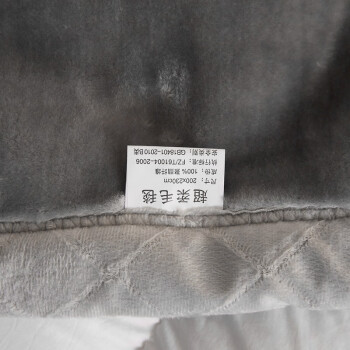 超柔毛毯
尺寸：200x230cm
成份：100%聚酯纤维
执行标准：FZ/T61004-2006
安全类别：GB18401-2010B类